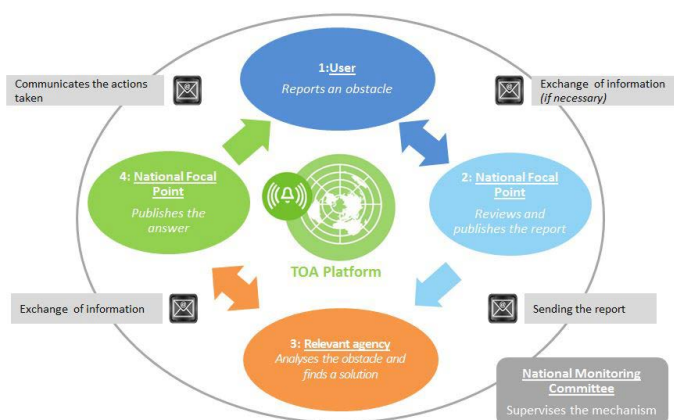 1:User
Reports an obstacle
Communicates the actions
taken
Exchange of information
(if necessary)
4: National Focal
Point
Publishes the
answer
2: National Focal
Point
Reviews and
publishes the report
TOA Platform
Exchange of information
Sending the report
3: Relevant agency
Analyses the obstacle and
finds a solution
National Monitoring
Committee
Supervises the mechanism